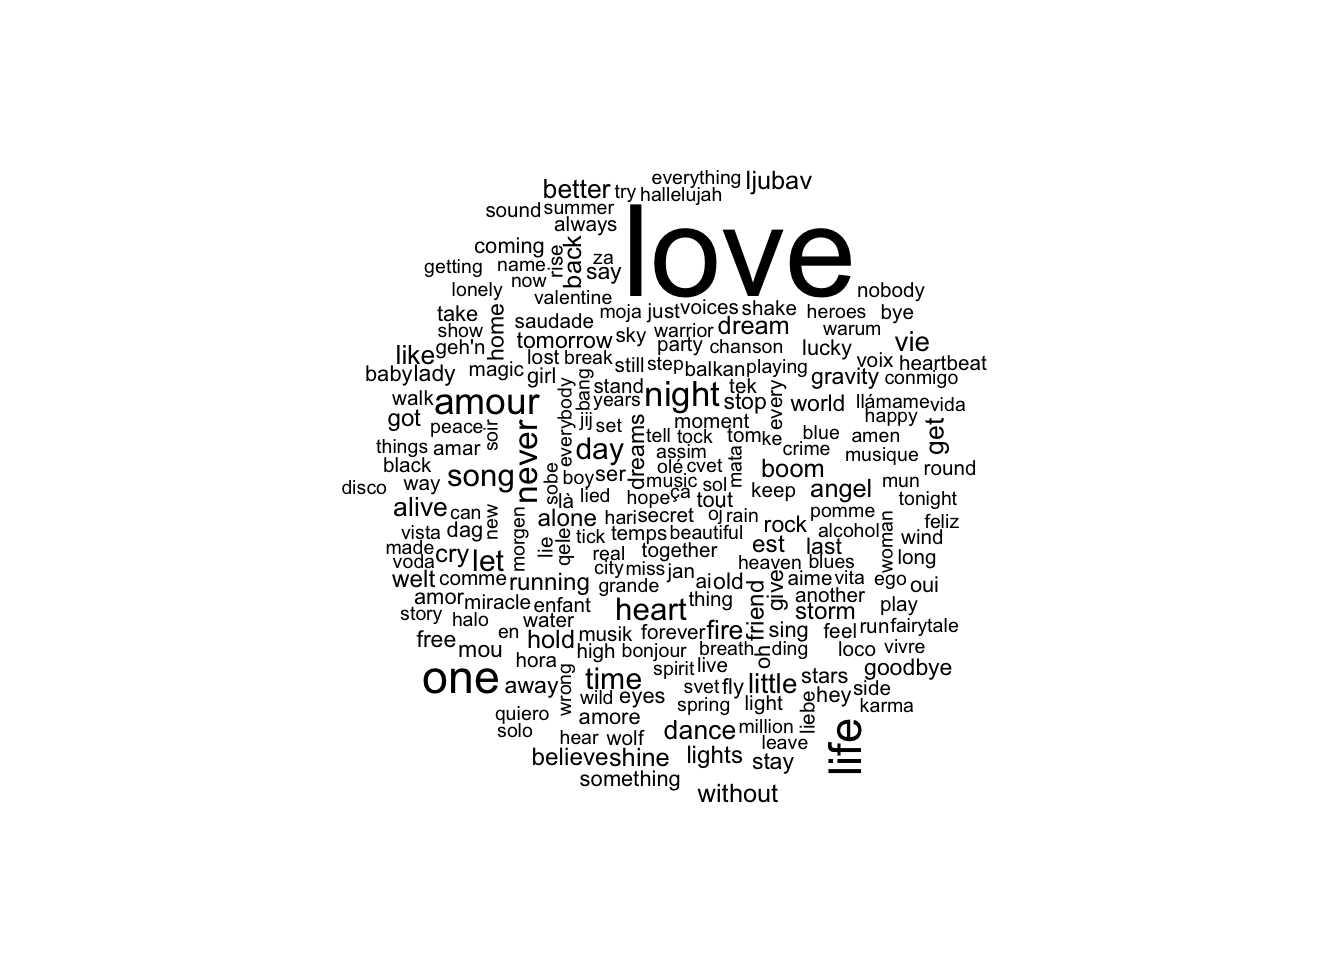 everything ljubav
better try hallelujah
sound summer
always
love
coming rise back za say
getting name
now
lonely valentine nobody
take moja just voices shake heroes bye
show home saudade sky warrior dream warum
geh'n tomorrow party chanson lucky vie
like lost break still step balkan playing voix heartbeat
baby lady magic girl bang stand night tek gravity conmigo
walk amour everybody years stop every world llámame vida
got peace soir never jij set moment happy get
things amar day dreams tell tock tom ke blue amen
assim crime musique
black song sobe boy ser olé cvet mata boom round
disco way là lied music sol keep angel mun
hope ça tout tonight
alive can new alone hari secret oj rain rock pomme feliz
vista dag morgen lie qele tick temps beautiful alcohol woman wind
made cry let real together est last long
voda city miss heaven blues
welt comme running grande jan ai old give aime vita ego oui
amor miracle enfant heart thing friend another play
story halo water storm
free en hold musik forever fire sing feel run fairytale
mou high bonjour breath oh ding loco vivre
hora wrong spirit live goodbye
one away time svet fly little stars
wild eyes spring light liebe hey side
quiero amore karma
solo dance million life
hear wolf leave
believe shine lights stay
something
without